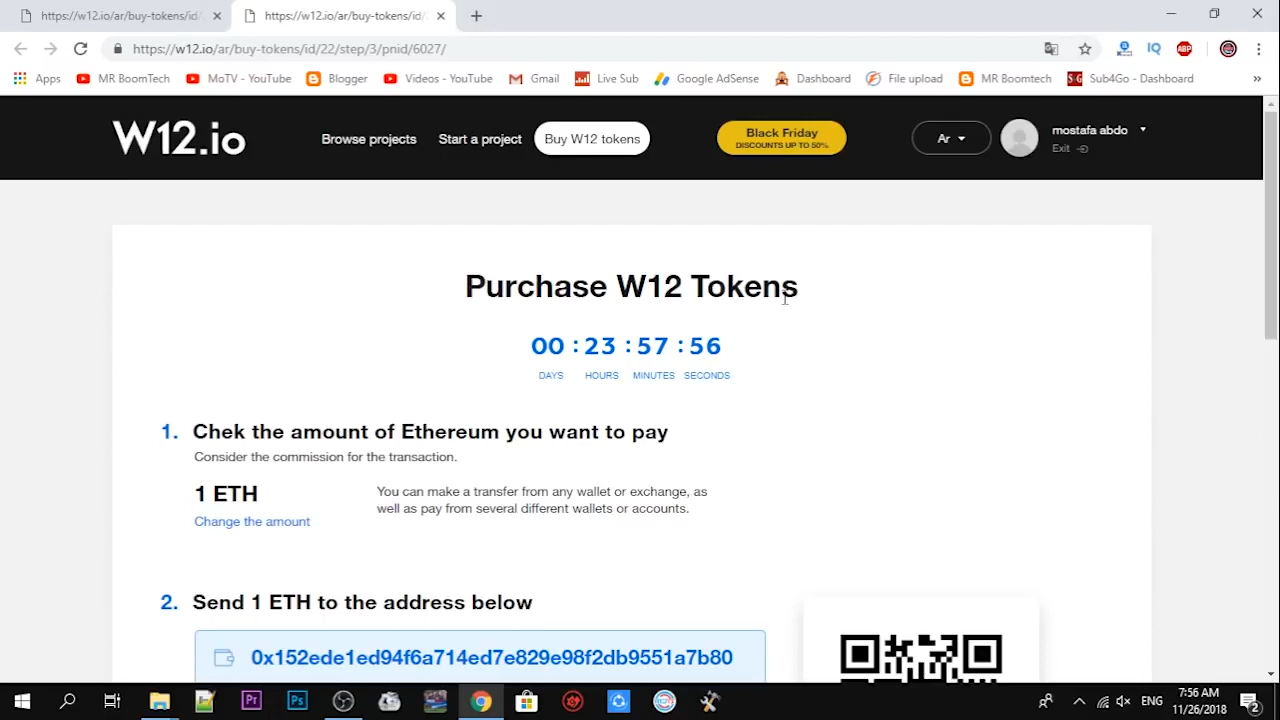 https://w12.io/ar/buy-tokens/id/
https://w12.io/ar/buy-tokens/id/
https://w12.io/ar/buy-tokens/id/22/step/3/pnid/6027/
IQ
ABP
Apps
MR BoomTech
MoTV - YouTube
Blogger
Videos - YouTube
Gmail
Live Sub
Google AdSense
Dashboard
File upload
MR Boomtech
Sub4Go - Dashboard
W12.io
Browse projects
Start a project
Buy W12 tokens
Black Friday
DISCOUNTS UP TO 50%
Ar
mostafa abdo
Exit
Purchase W12 Tokens
00 : 23 : 57 : 56
DAYS HOURS MINUTES SECONDS
1. Chek the amount of Ethereum you want to pay
Consider the commission for the transaction.
1 ETH
Change the amount
You can make a transfer from any wallet or exchange, as
well as pay from several different wallets or accounts.
2. Send 1 ETH to the address below
0x152ede1ed94f6a714ed7e829e98f2db9551a7b80
Pr
Ps
ENG
7:56 AM
11/26/2018
2